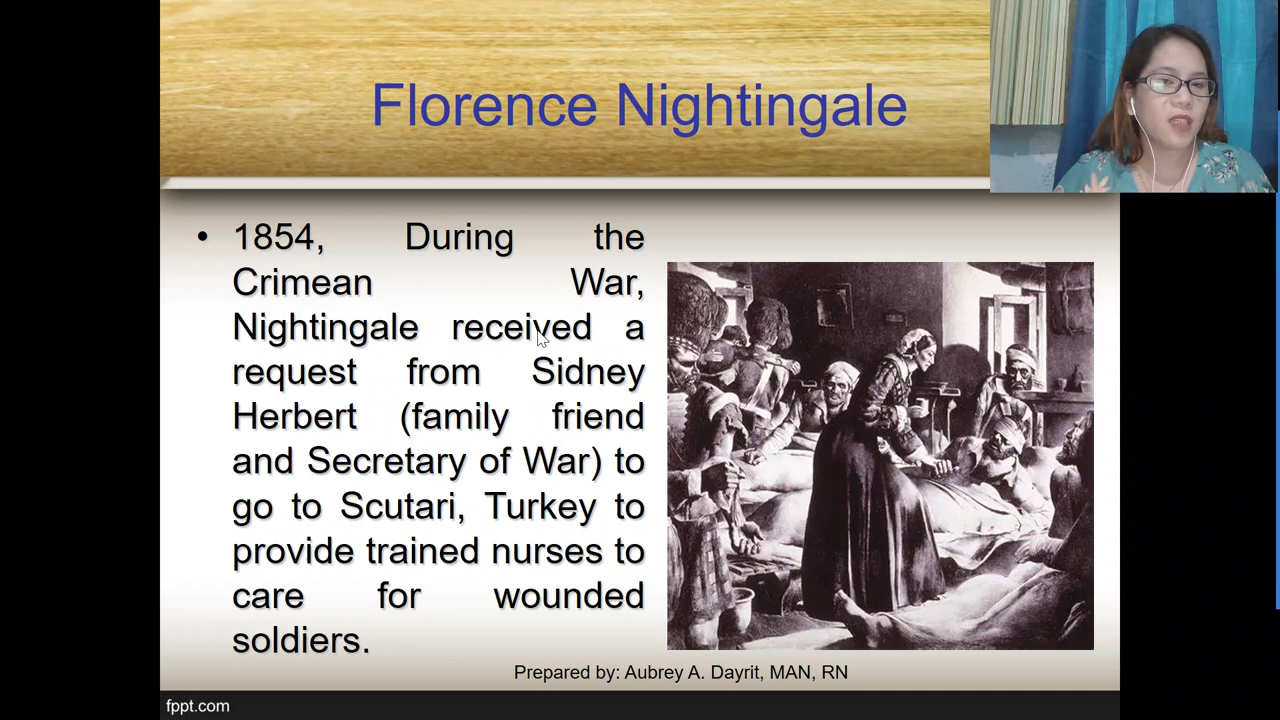 Florence Nightingale
• 1854, During the
Crimean War,
Nightingale received a
request from Sidney
Herbert (family friend
and Secretary of War) to
go to Scutari, Turkey to
provide trained nurses to
care for wounded
soldiers.
Prepared by: Aubrey A. Dayrit, MAN, RN
fppt.com